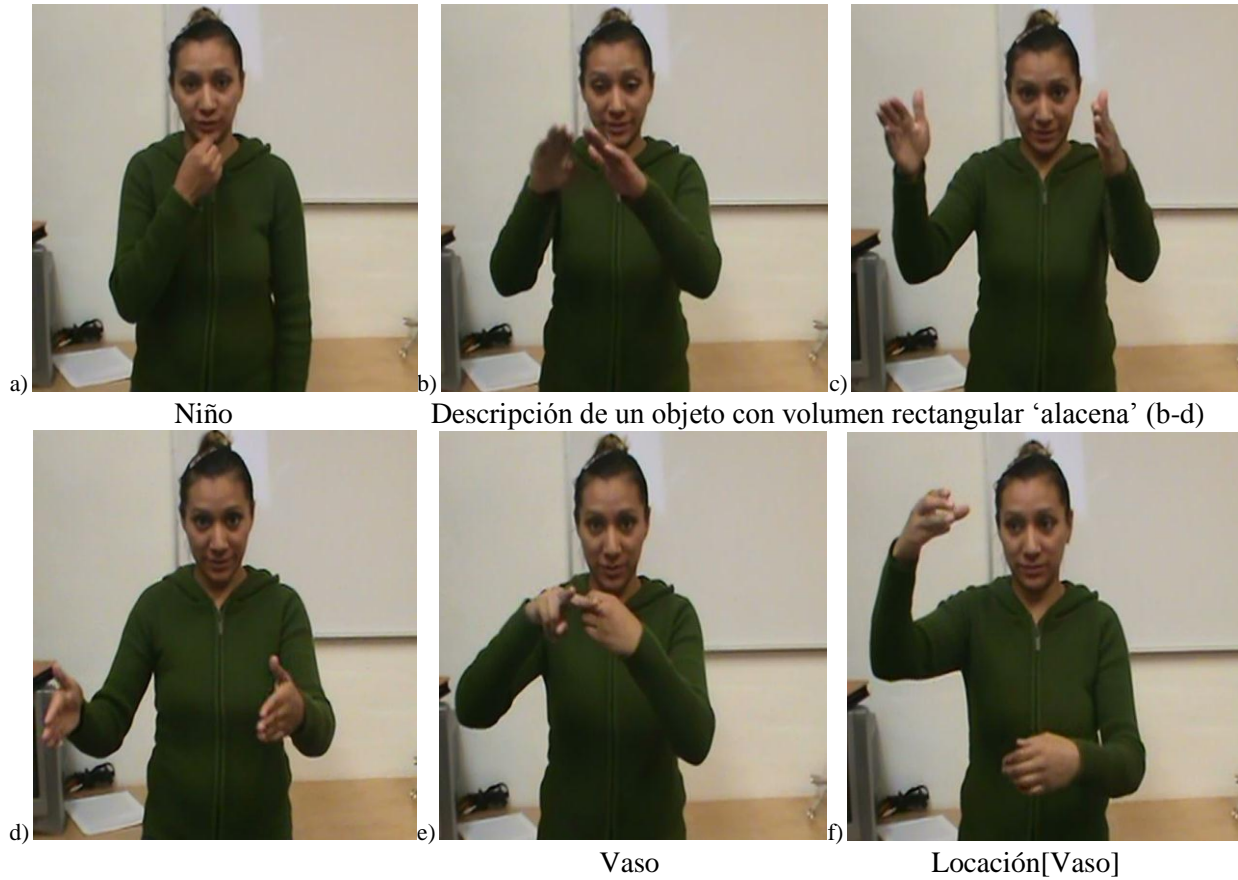 a) b) c)
Niño Descripción de un objeto con volumen rectangular ‘alacena’ (b-d)
d) e) f)
Vaso Locación[Vaso]